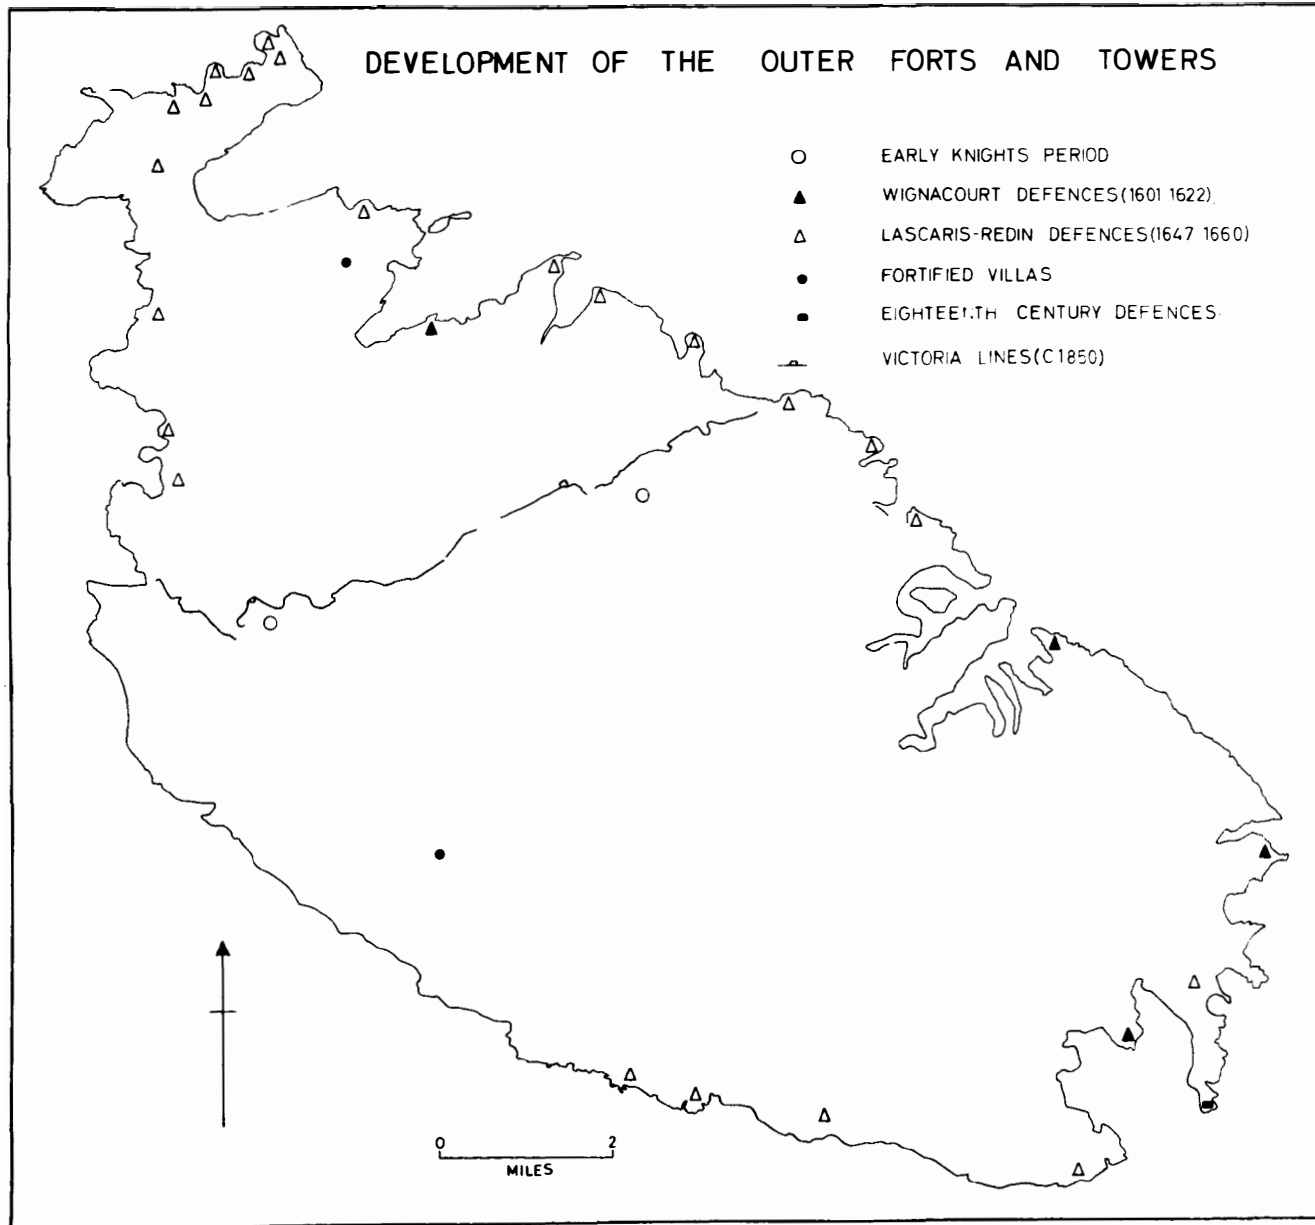 DEVELOPMENT OF THE OUTER FORTS AND TOWERS
EARLY KNIGHTS PERIOD
WIGNACOURT DEFENCES(1601 1622)
LASCARIS-REDIN DEFENCES(1647 1660)
FORTIFIED VILLAS
EIGHTEENTH CENTURY DEFENCES
VICTORIA LINES(C1850)
0 2
MILES